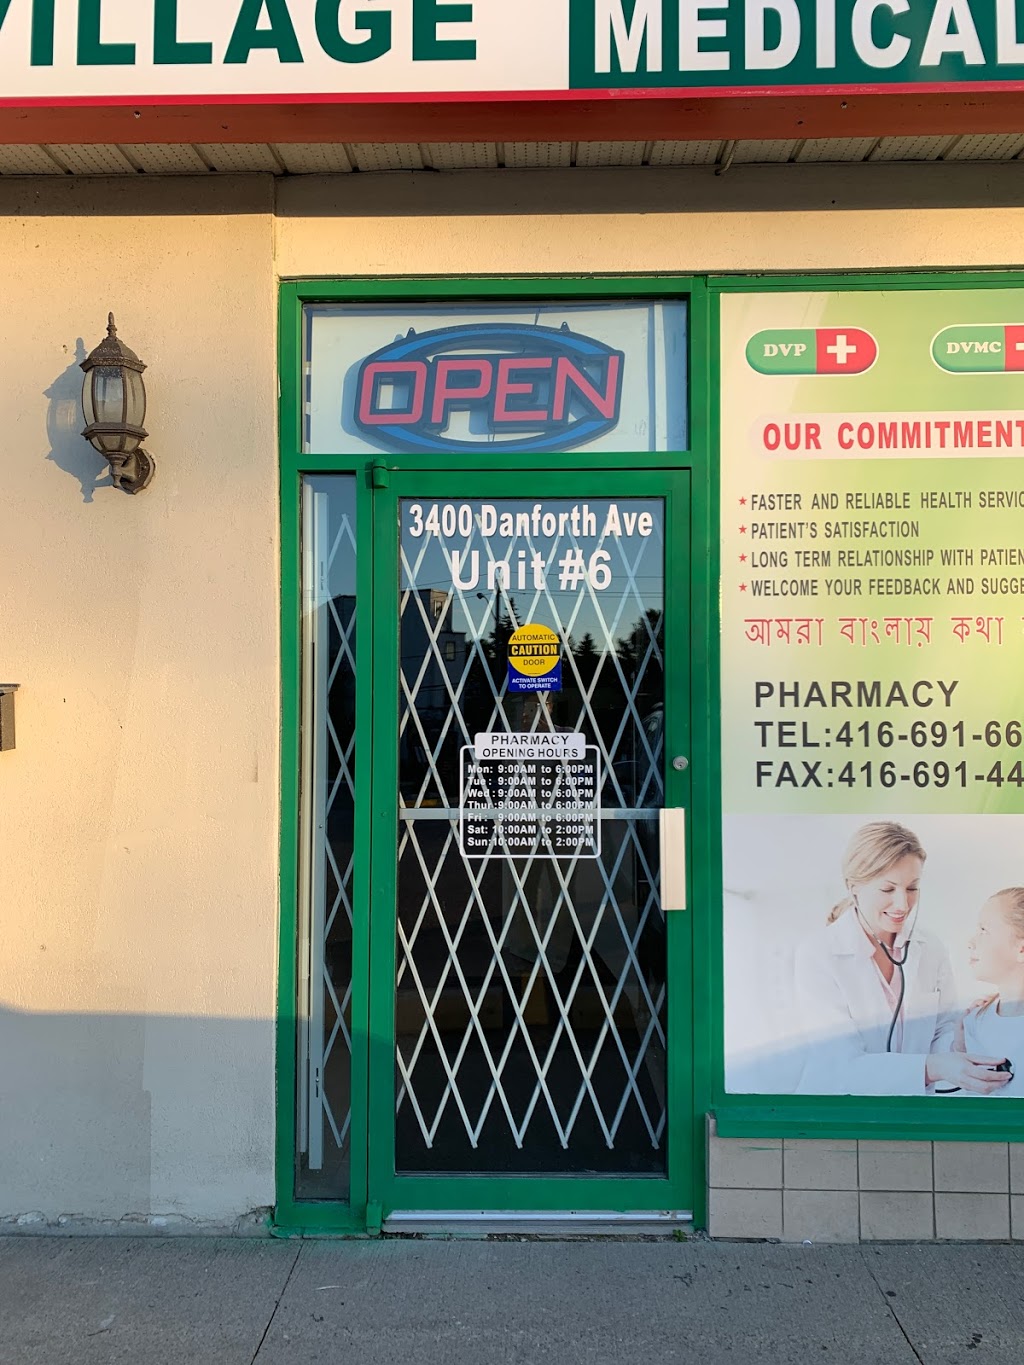 VILLAGE MEDICAL
OPEN
3400 Danforth Ave
Unit #6
AUTOMATIC
CAUTION
DOOR
ACTIVATE SWITCH
TO OPERATE
PHARMACY
OPENING HOURS
Mon: 9:00AM to 6:00PM
Tue: 9:00AM to 6:00PM
Wed: 9:00AM to 6:00PM
Thu: 9:00AM to 6:00PM
Fri: 9:00AM to 6:00PM
Sat: 10:00AM to 2:00PM
Sun: 10:00AM to 2:00PM
DVP DVMC
OUR COMMITMENT
FASTER AND RELIABLE HEALTH SERVIC
PATIENT'S SATISFACTION
LONG TERM RELATIONSHIP WITH PATIEN
WELCOME YOUR FEEDBACK AND SUGGE
আমরা বাংলায় কথা
PHARMACY
TEL:416-691-66
FAX:416-691-44